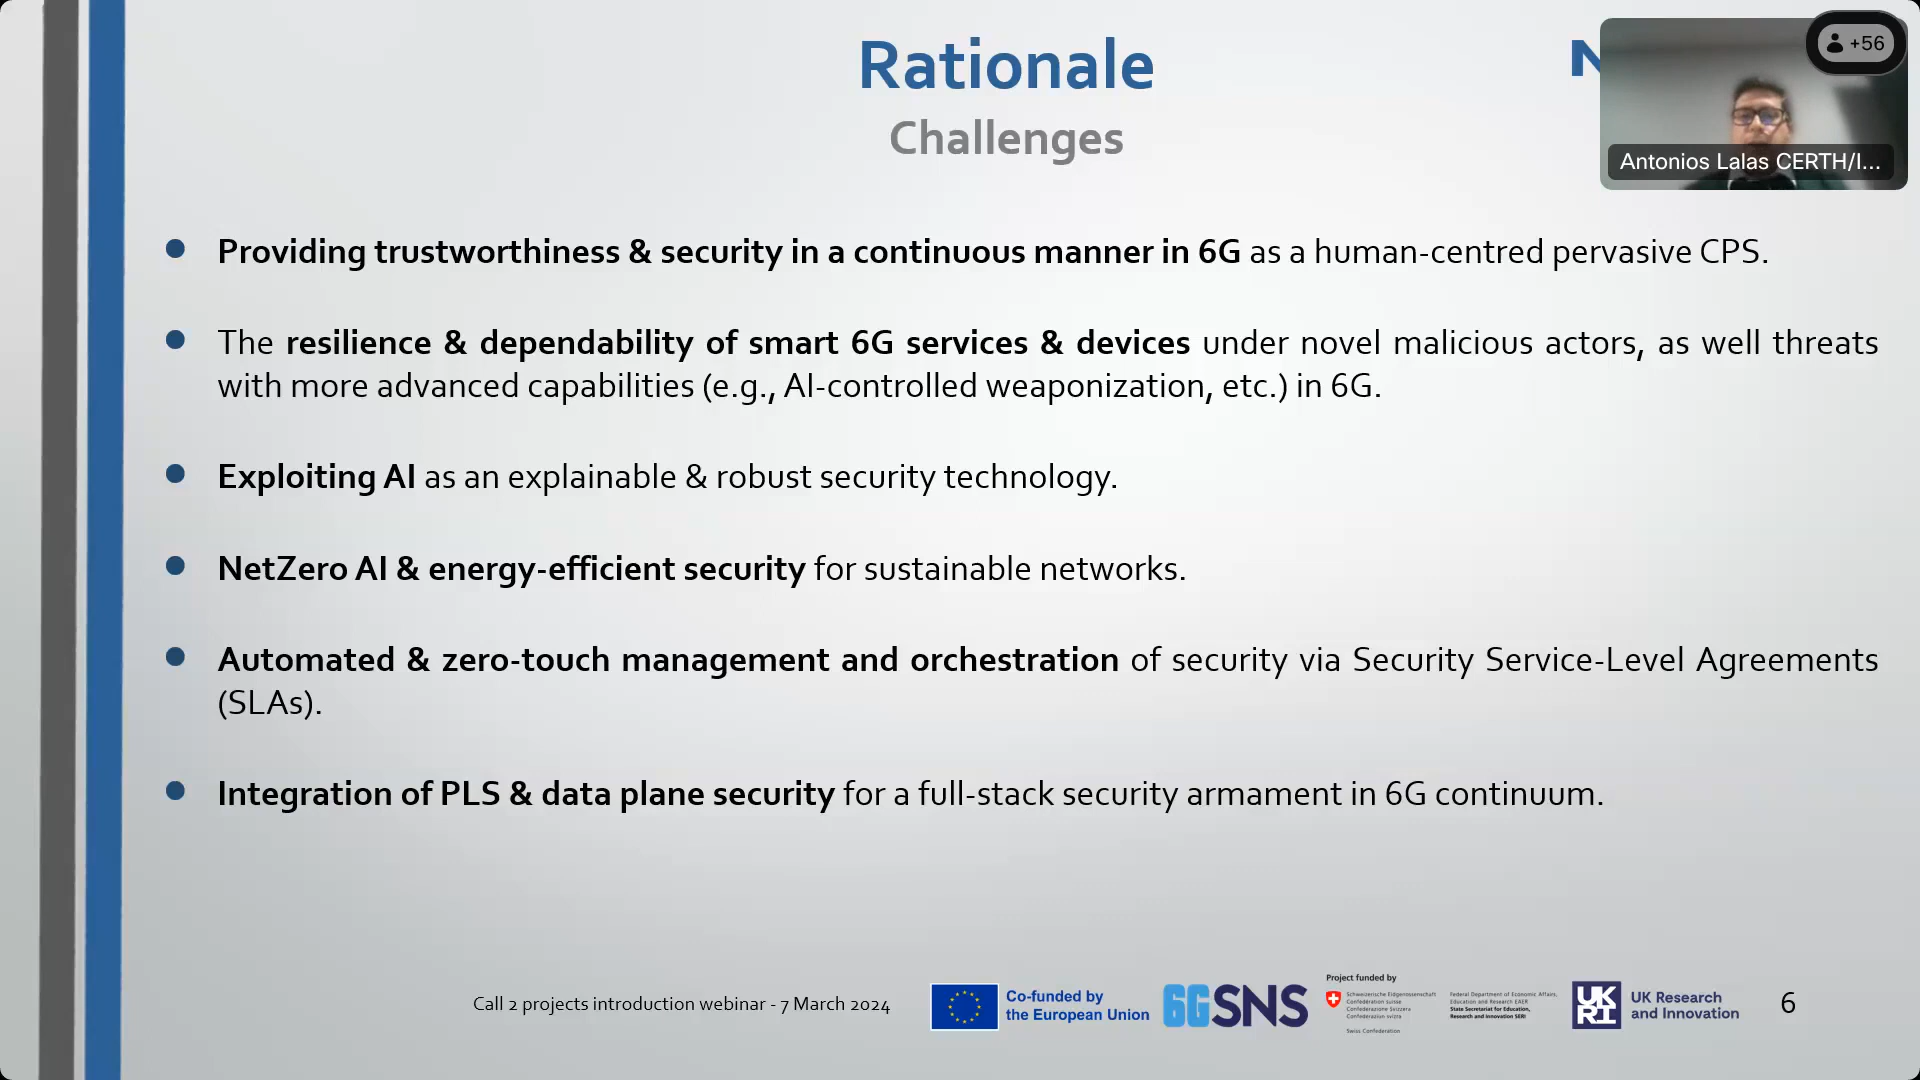 Rationale
Challenges
N
+56
Antonios Lalas CERTH/I...
Providing trustworthiness & security in a continuous manner in 6G as a human-centred pervasive CPS.
The resilience & dependability of smart 6G services & devices under novel malicious actors, as well threats
with more advanced capabilities (e.g., AI-controlled weaponization, etc.) in 6G.
Exploiting AI as an explainable & robust security technology.
NetZero AI & energy-efficient security for sustainable networks.
Automated & zero-touch management and orchestration of security via Security Service-Level Agreements
(SLAs).
Integration of PLS & data plane security for a full-stack security armament in 6G continuum.
Call 2 projects introduction webinar - 7 March 2024
Co-funded by
the European Union
6GSNS
Project funded by
Schweizerische Eidgenossenschaft
Confédération suisse
Confederazione Svizzera
Confederaziun svizra
Swiss Confederation
Federal Department of Economic Affairs,
Education and Research EAER
State Secretariat for Education,
Research and Innovation SERI
UK
RI
UK Research
and Innovation
6